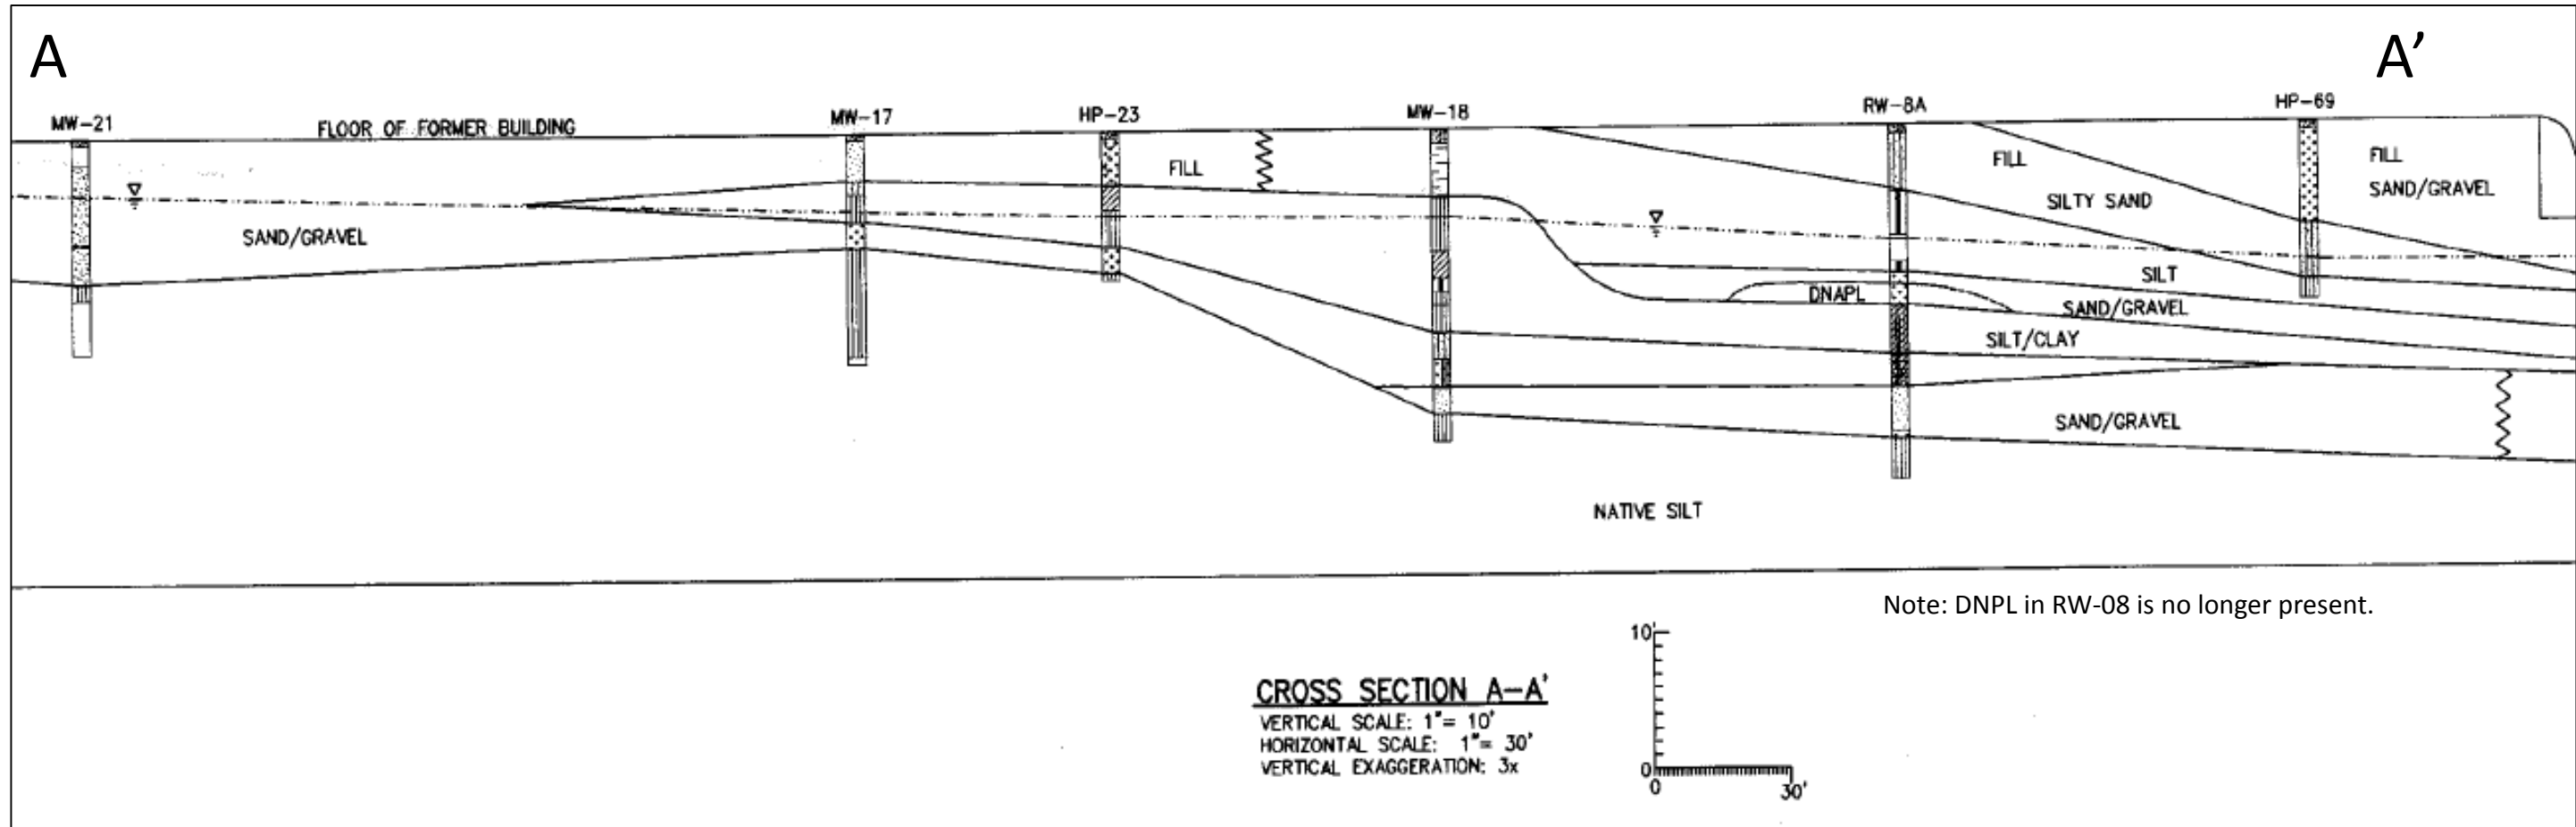 A
A'
MW-21
FLOOR OF FORMER BUILDING
MW-17
HP-23
MW-18
RW-8A
HP-69
FILL
FILL
FILL
SAND/GRAVEL
SILTY SAND
SAND/GRAVEL
SILT
DNAPL
SAND/GRAVEL
SILT/CLAY
SAND/GRAVEL
NATIVE SILT
Note: DNPL in RW-08 is no longer present.
CROSS SECTION A-A'
VERTICAL SCALE: 1"= 10'
HORIZONTAL SCALE: 1"= 30'
VERTICAL EXAGGERATION: 3x
10'
0
0
30'